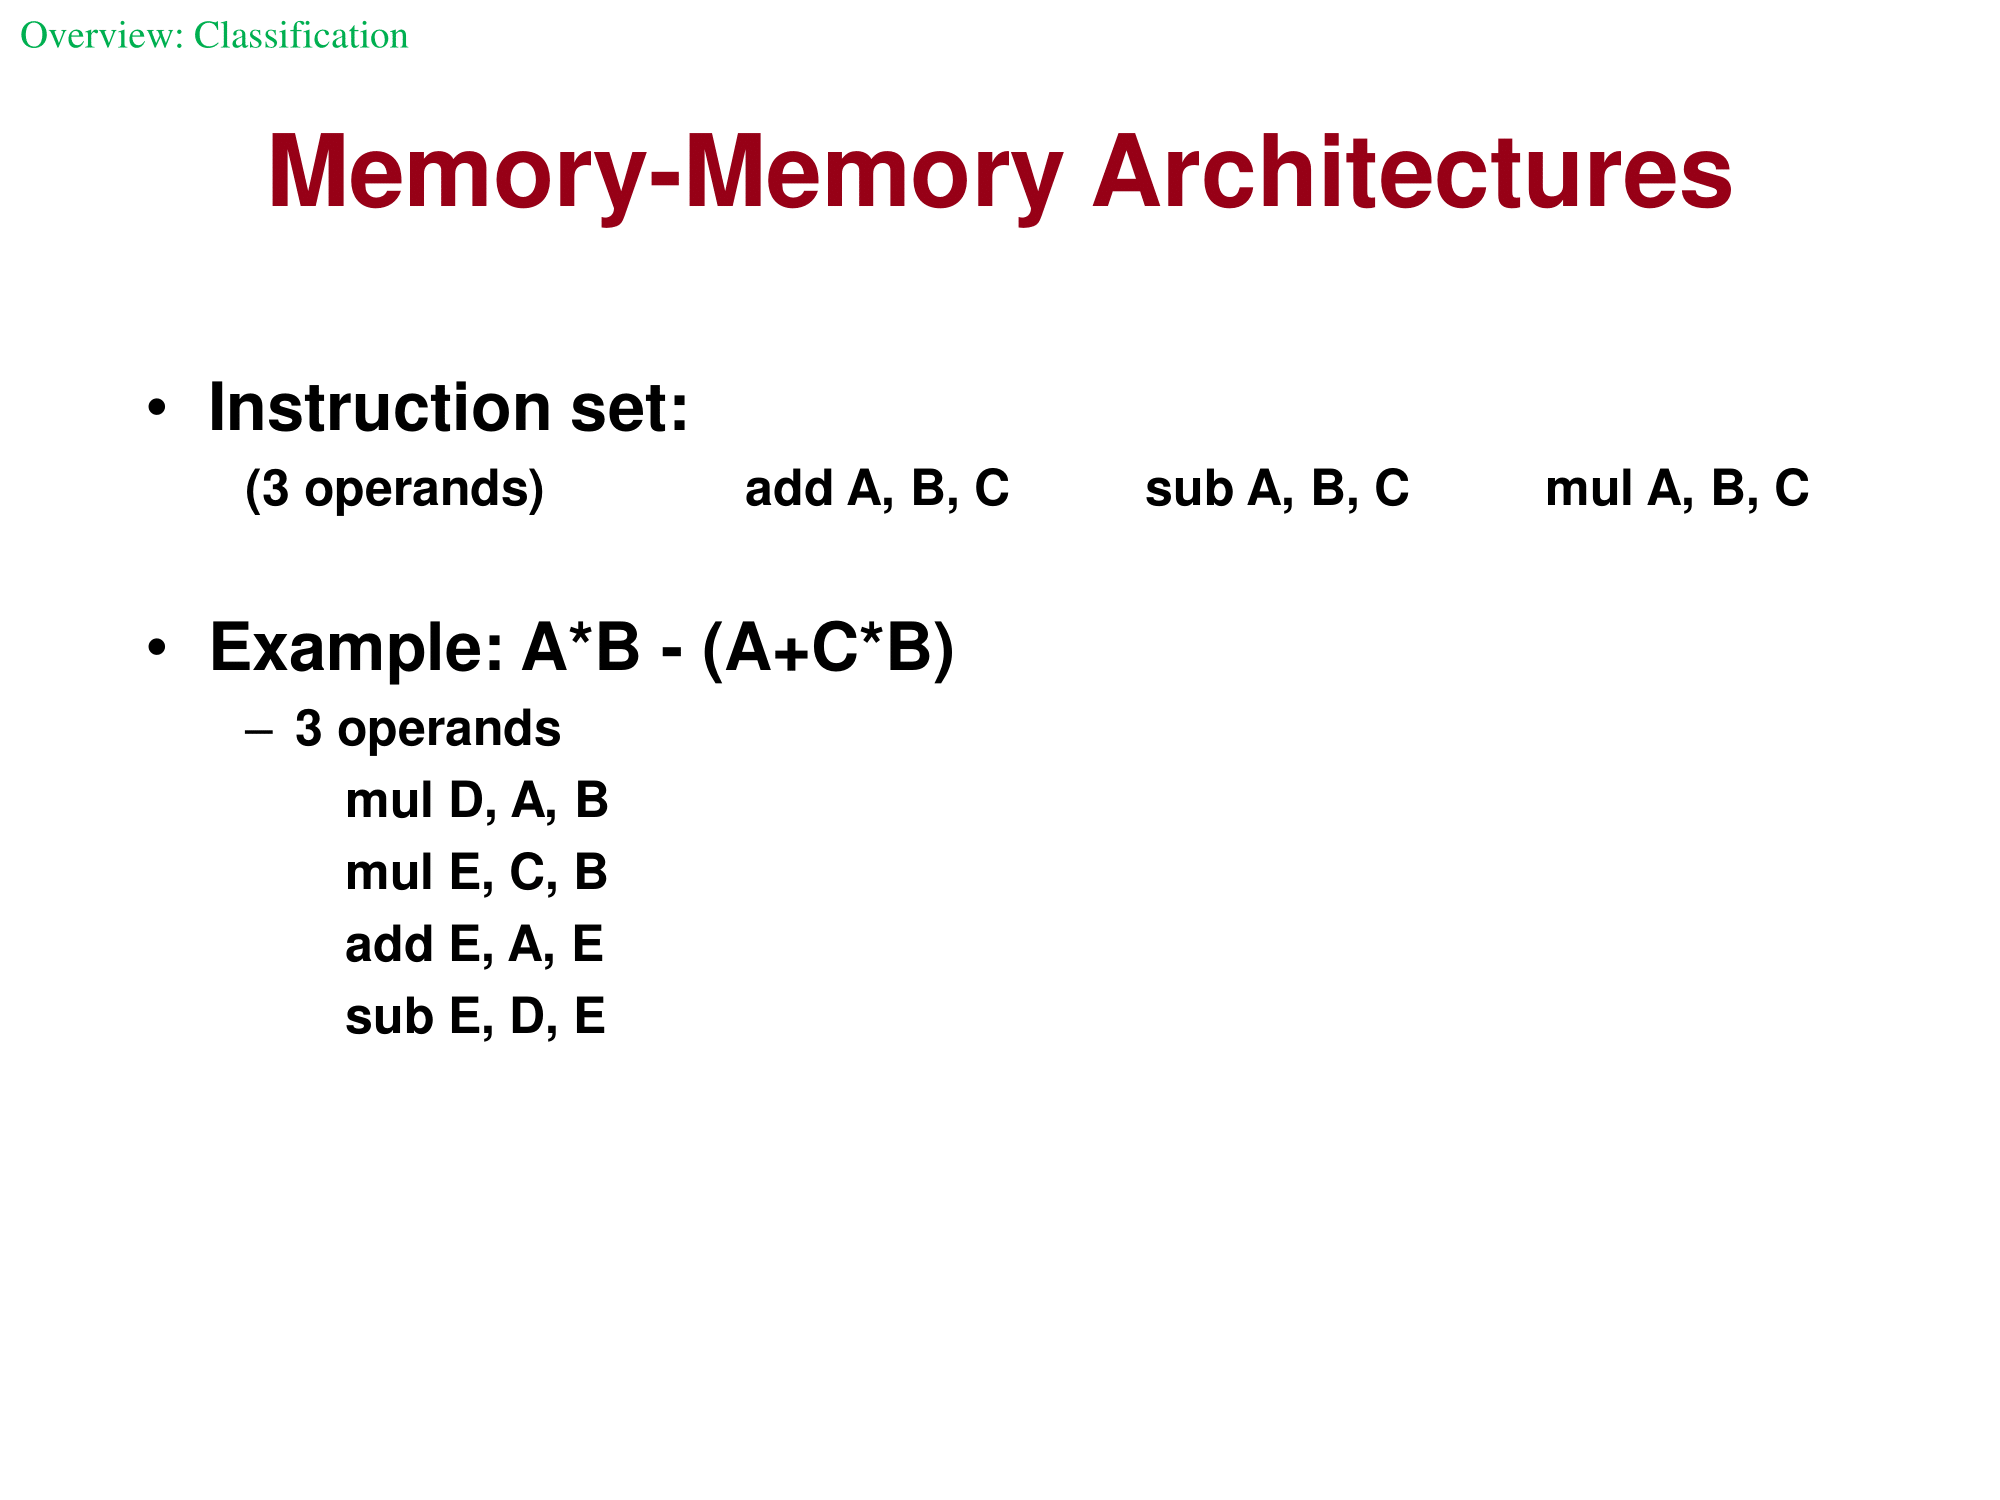 Overview: Classification
Memory-Memory Architectures
• Instruction set:
(3 operands) add A, B, C sub A, B, C mul A, B, C
• Example: A*B - (A+C*B)
– 3 operands
mul D, A, B
mul E, C, B
add E, A, E
sub E, D, E